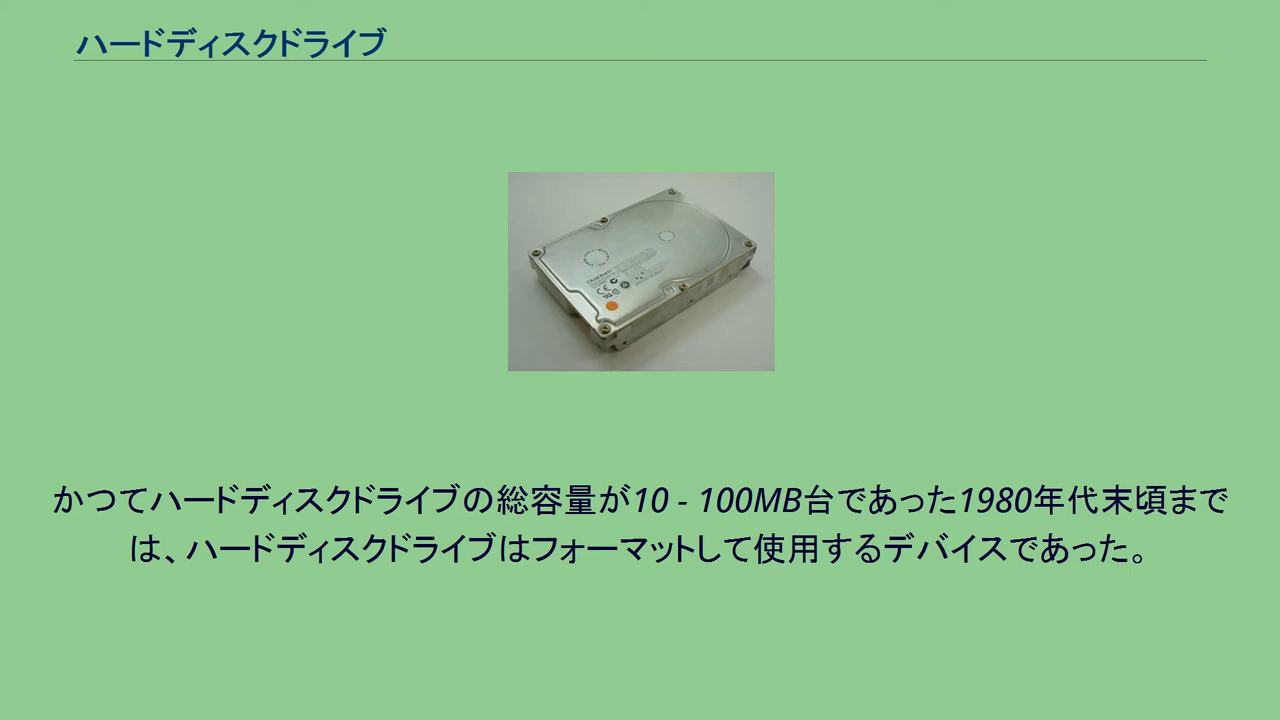 ハードディスクドライブ
Quantum
かつてハードディスクドライブの総容量が10 - 100MB台であった1980年代末頃まで
は、ハードディスクドライブはフォーマットして使用するデバイスであった。